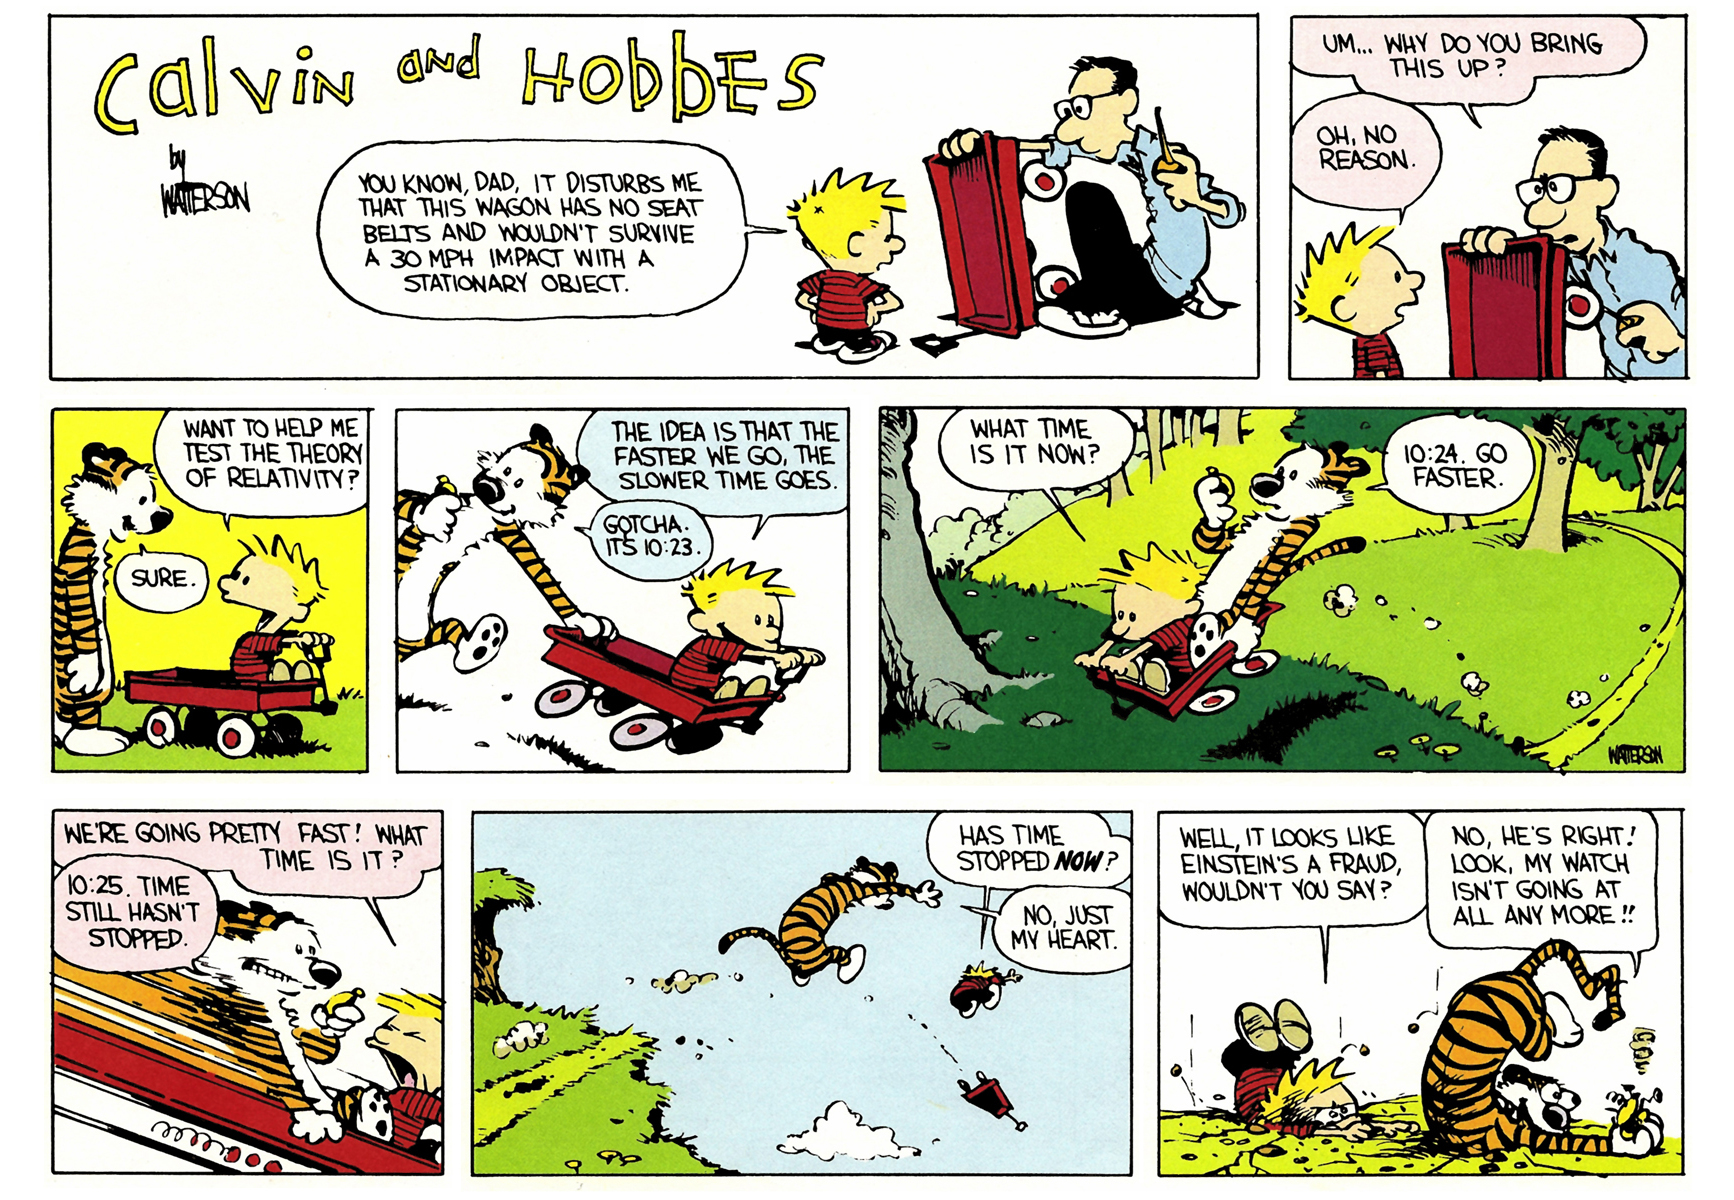 Calvin and Hobbes
by
WATTERSON
YOU KNOW, DAD, IT DISTURBS ME
THAT THIS WAGON HAS NO SEAT
BELTS AND WOULDN'T SURVIVE
A 30 MPH IMPACT WITH A
STATIONARY OBJECT.
UM... WHY DO YOU BRING
THIS UP?
OH, NO
REASON.
WANT TO HELP ME
TEST THE THEORY
OF RELATIVITY?
SURE.
THE IDEA IS THAT THE
FASTER WE GO, THE
SLOWER TIME GOES.
GOTCHA.
ITS 10:23.
WHAT TIME
IS IT NOW?
10:24. GO
FASTER.
WATTERSON
WE'RE GOING PRETTY FAST! WHAT
TIME IS IT?
10:25. TIME
STILL HASN'T
STOPPED.
HAS TIME
STOPPED NOW?
NO, JUST
MY HEART.
WELL, IT LOOKS LIKE
EINSTEIN'S A FRAUD,
WOULDN'T YOU SAY?
NO, HE'S RIGHT!
LOOK, MY WATCH
ISN'T GOING AT
ALL ANY MORE!!